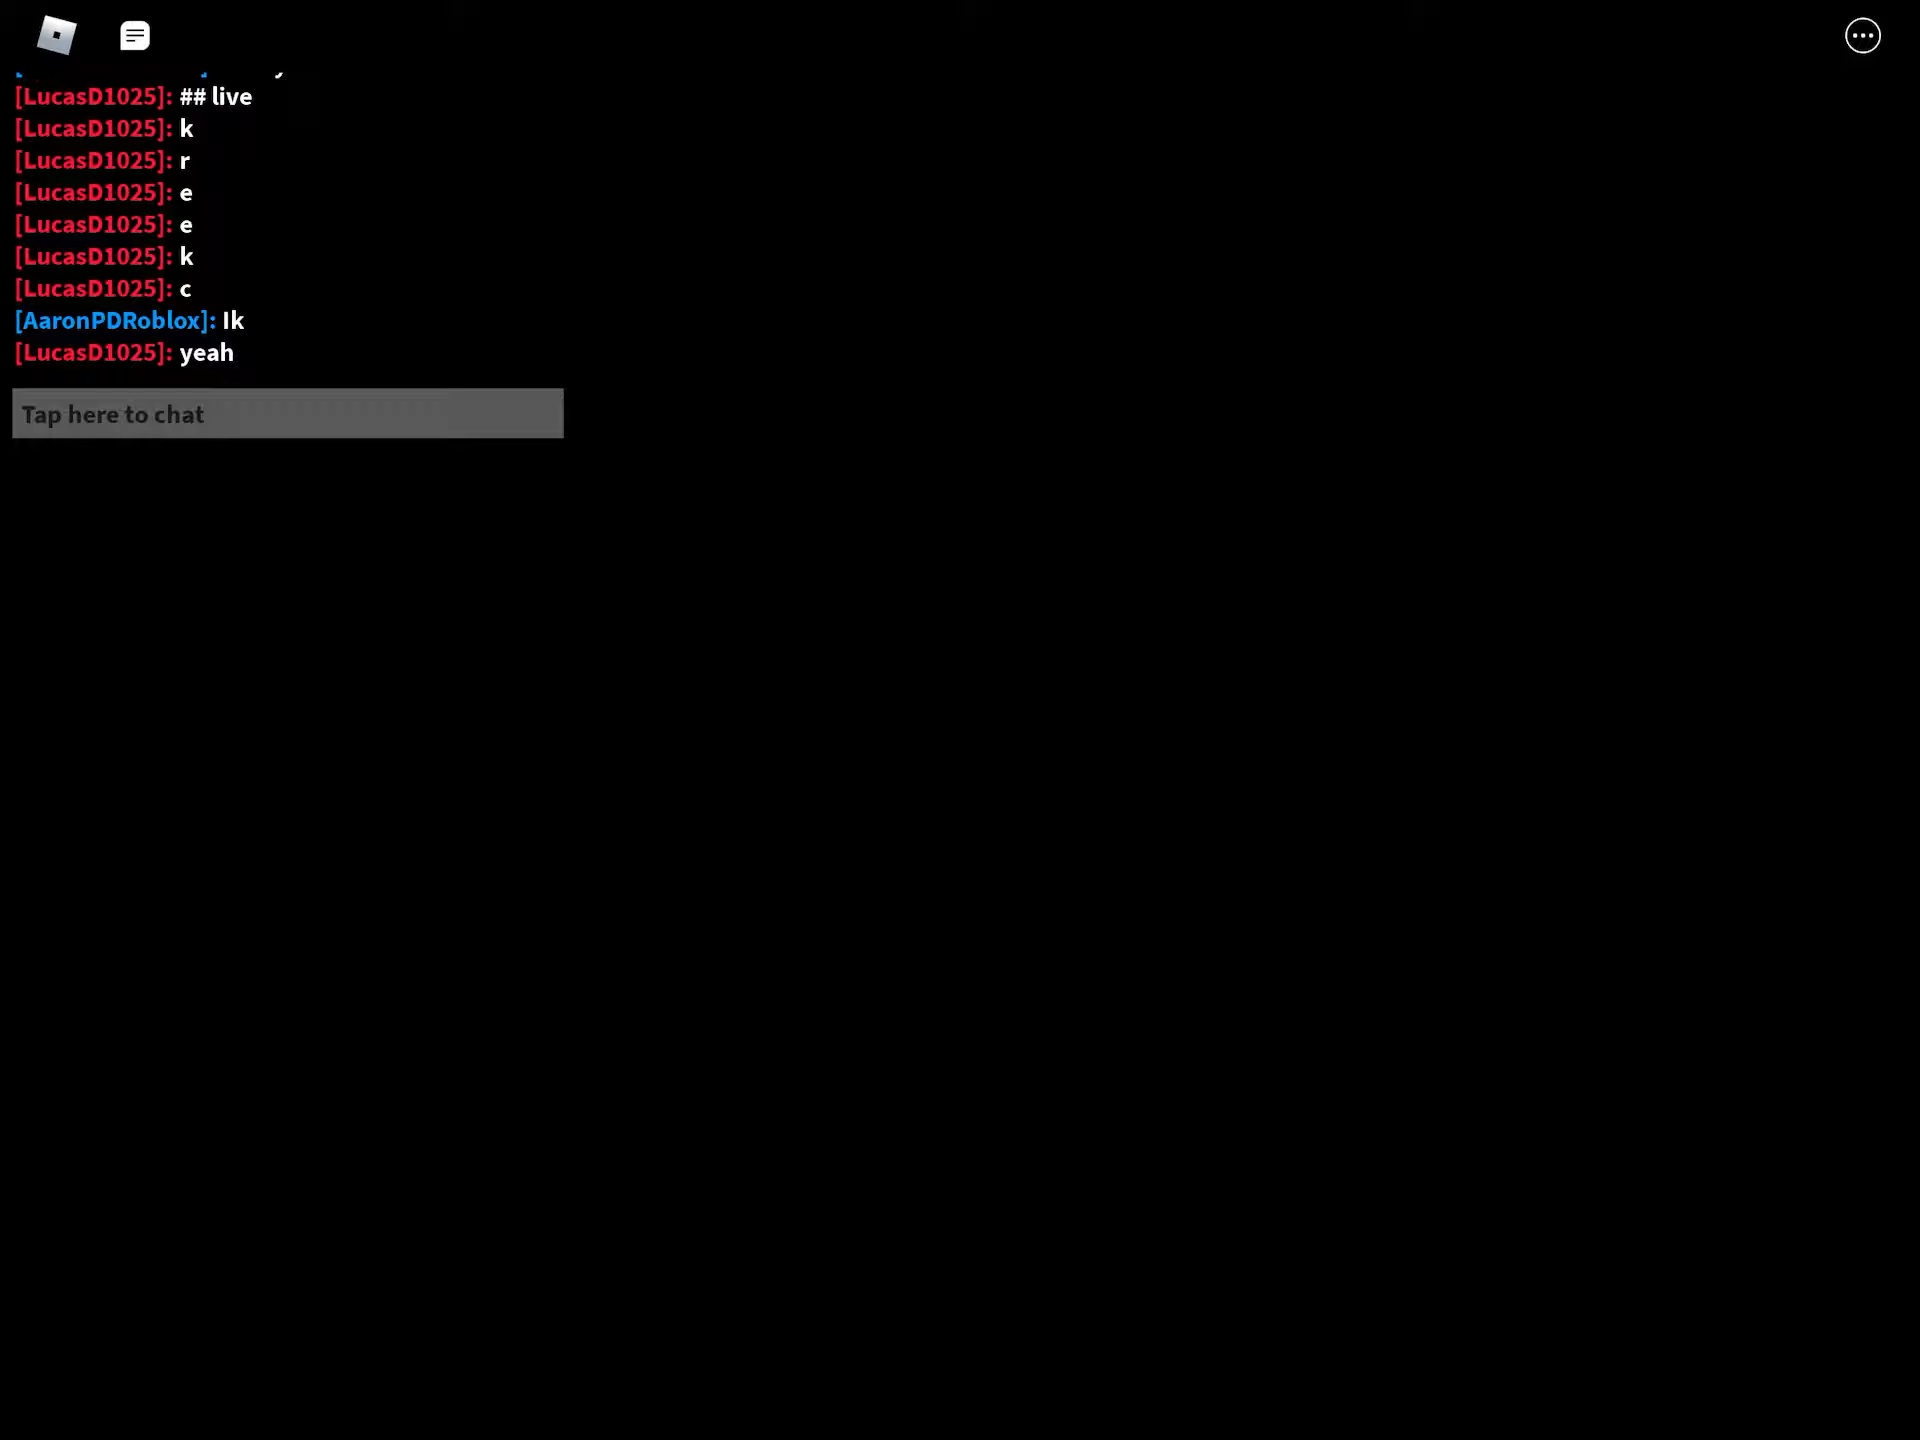 [LucasD1025]: ## live
[LucasD1025]: k
[LucasD1025]: r
[LucasD1025]: e
[LucasD1025]: e
[LucasD1025]: k
[LucasD1025]: c
[AaronPDRoblox]: Ik
[LucasD1025]: yeah
Tap here to chat